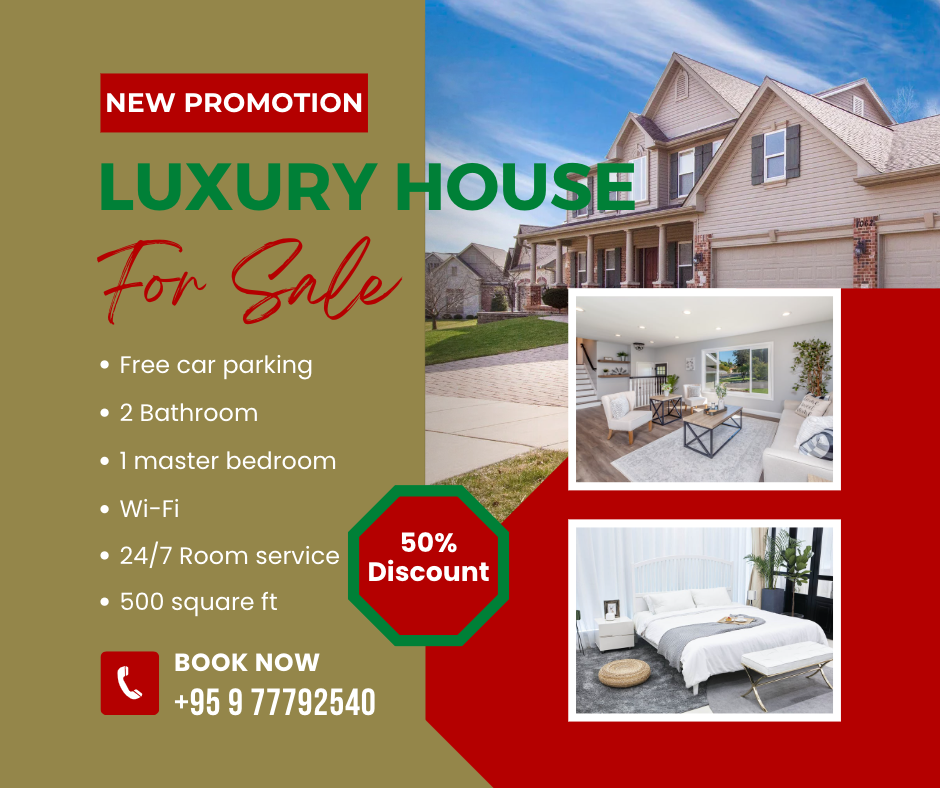 NEW PROMOTION
LUXURY HOUSE
For Sale
Free car parking
2 Bathroom
1 master bedroom
Wi-Fi
24/7 Room service
500 square ft
50%
Discount
BOOK NOW
+95 9 77792540